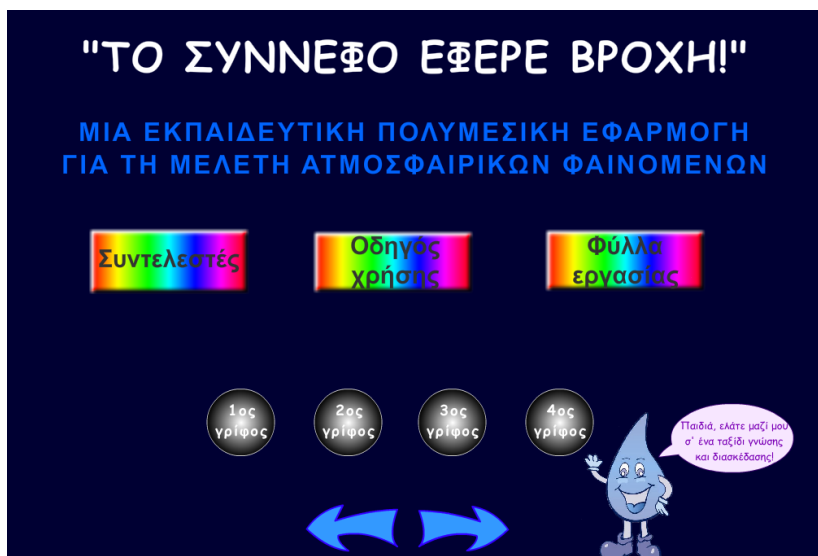 "ΤΟ ΣΥΝΝΕΦΟ ΕΦΕΡΕ ΒΡΟΧΗ!"
ΜΙΑ ΕΚΠΑΙΔΕΥΤΙΚΗ ΠΟΛΥΜΕΣΙΚΗ ΕΦΑΡΜΟΓΗ
ΓΙΑ ΤΗ ΜΕΛΕΤΗ ΑΤΜΟΣΦΑΙΡΙΚΩΝ ΦΑΙΝΟΜΕΝΩΝ
Συντελεστές
Οδηγός
χρήσης
Φύλλα
εργασίας
1ος
γρίφος
2ος
γρίφος
3ος
γρίφος
4ος
γρίφος
Παιδιά, ελάτε μαζί μου
σ' ένα ταξίδι γνώσης
και διασκέδασης!